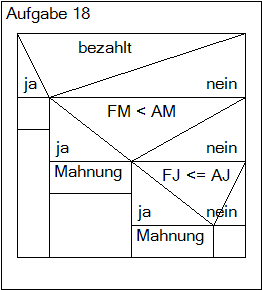 Aufgabe 18
bezahlt
ja nein
FM < AM
ja nein
Mahnung FJ <= AJ
ja nein
Mahnung